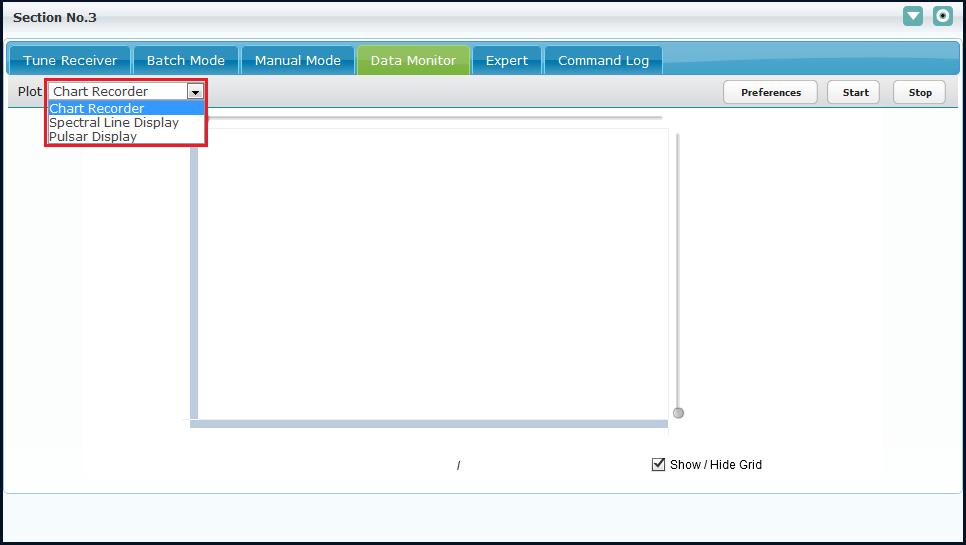 Section No.3
Tune Receiver Batch Mode Manual Mode Data Monitor Expert Command Log
Plot Chart Recorder Preferences Start Stop
Chart Recorder
Spectral Line Display
Pulsar Display
/ Show / Hide Grid